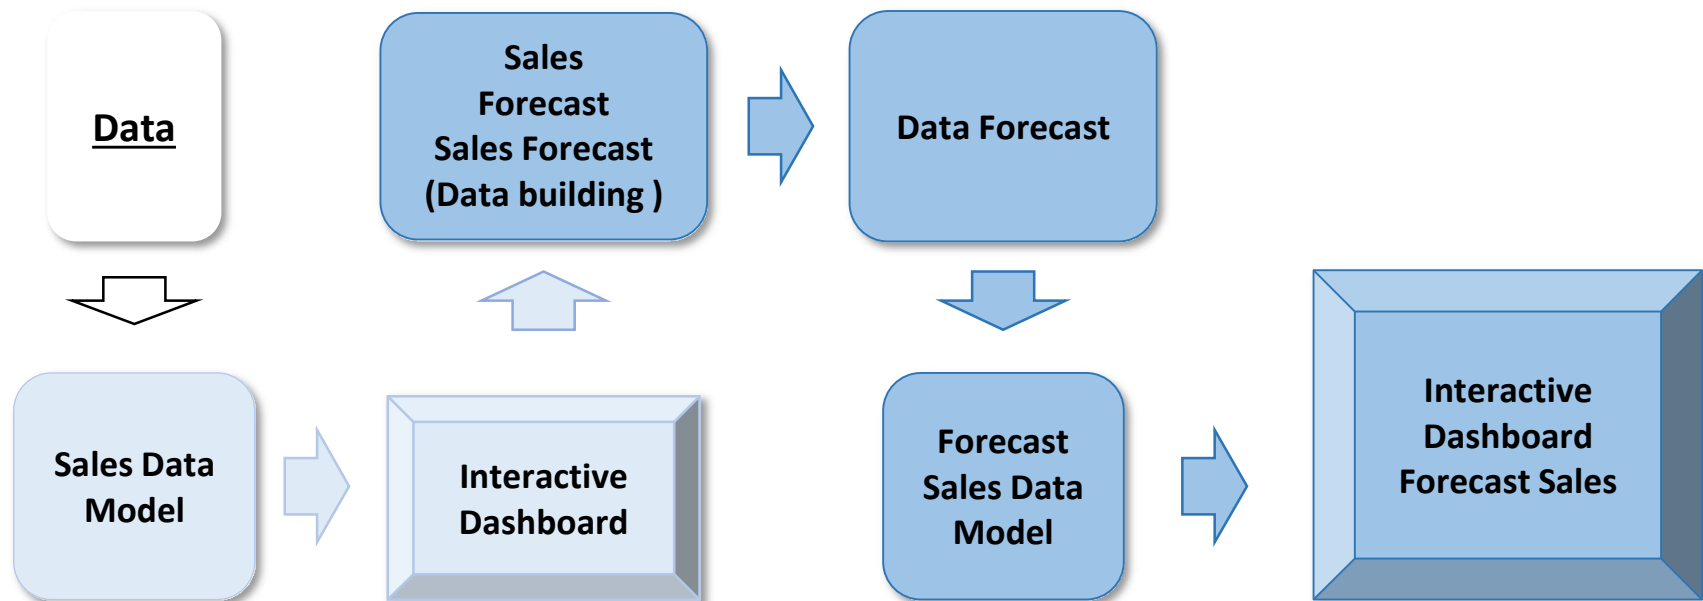 Data
Sales
Forecast
Sales Forecast
(Data building )
Data Forecast
Sales Data
Model
Interactive
Dashboard
Forecast
Sales Data
Model
Interactive
Dashboard
Forecast Sales